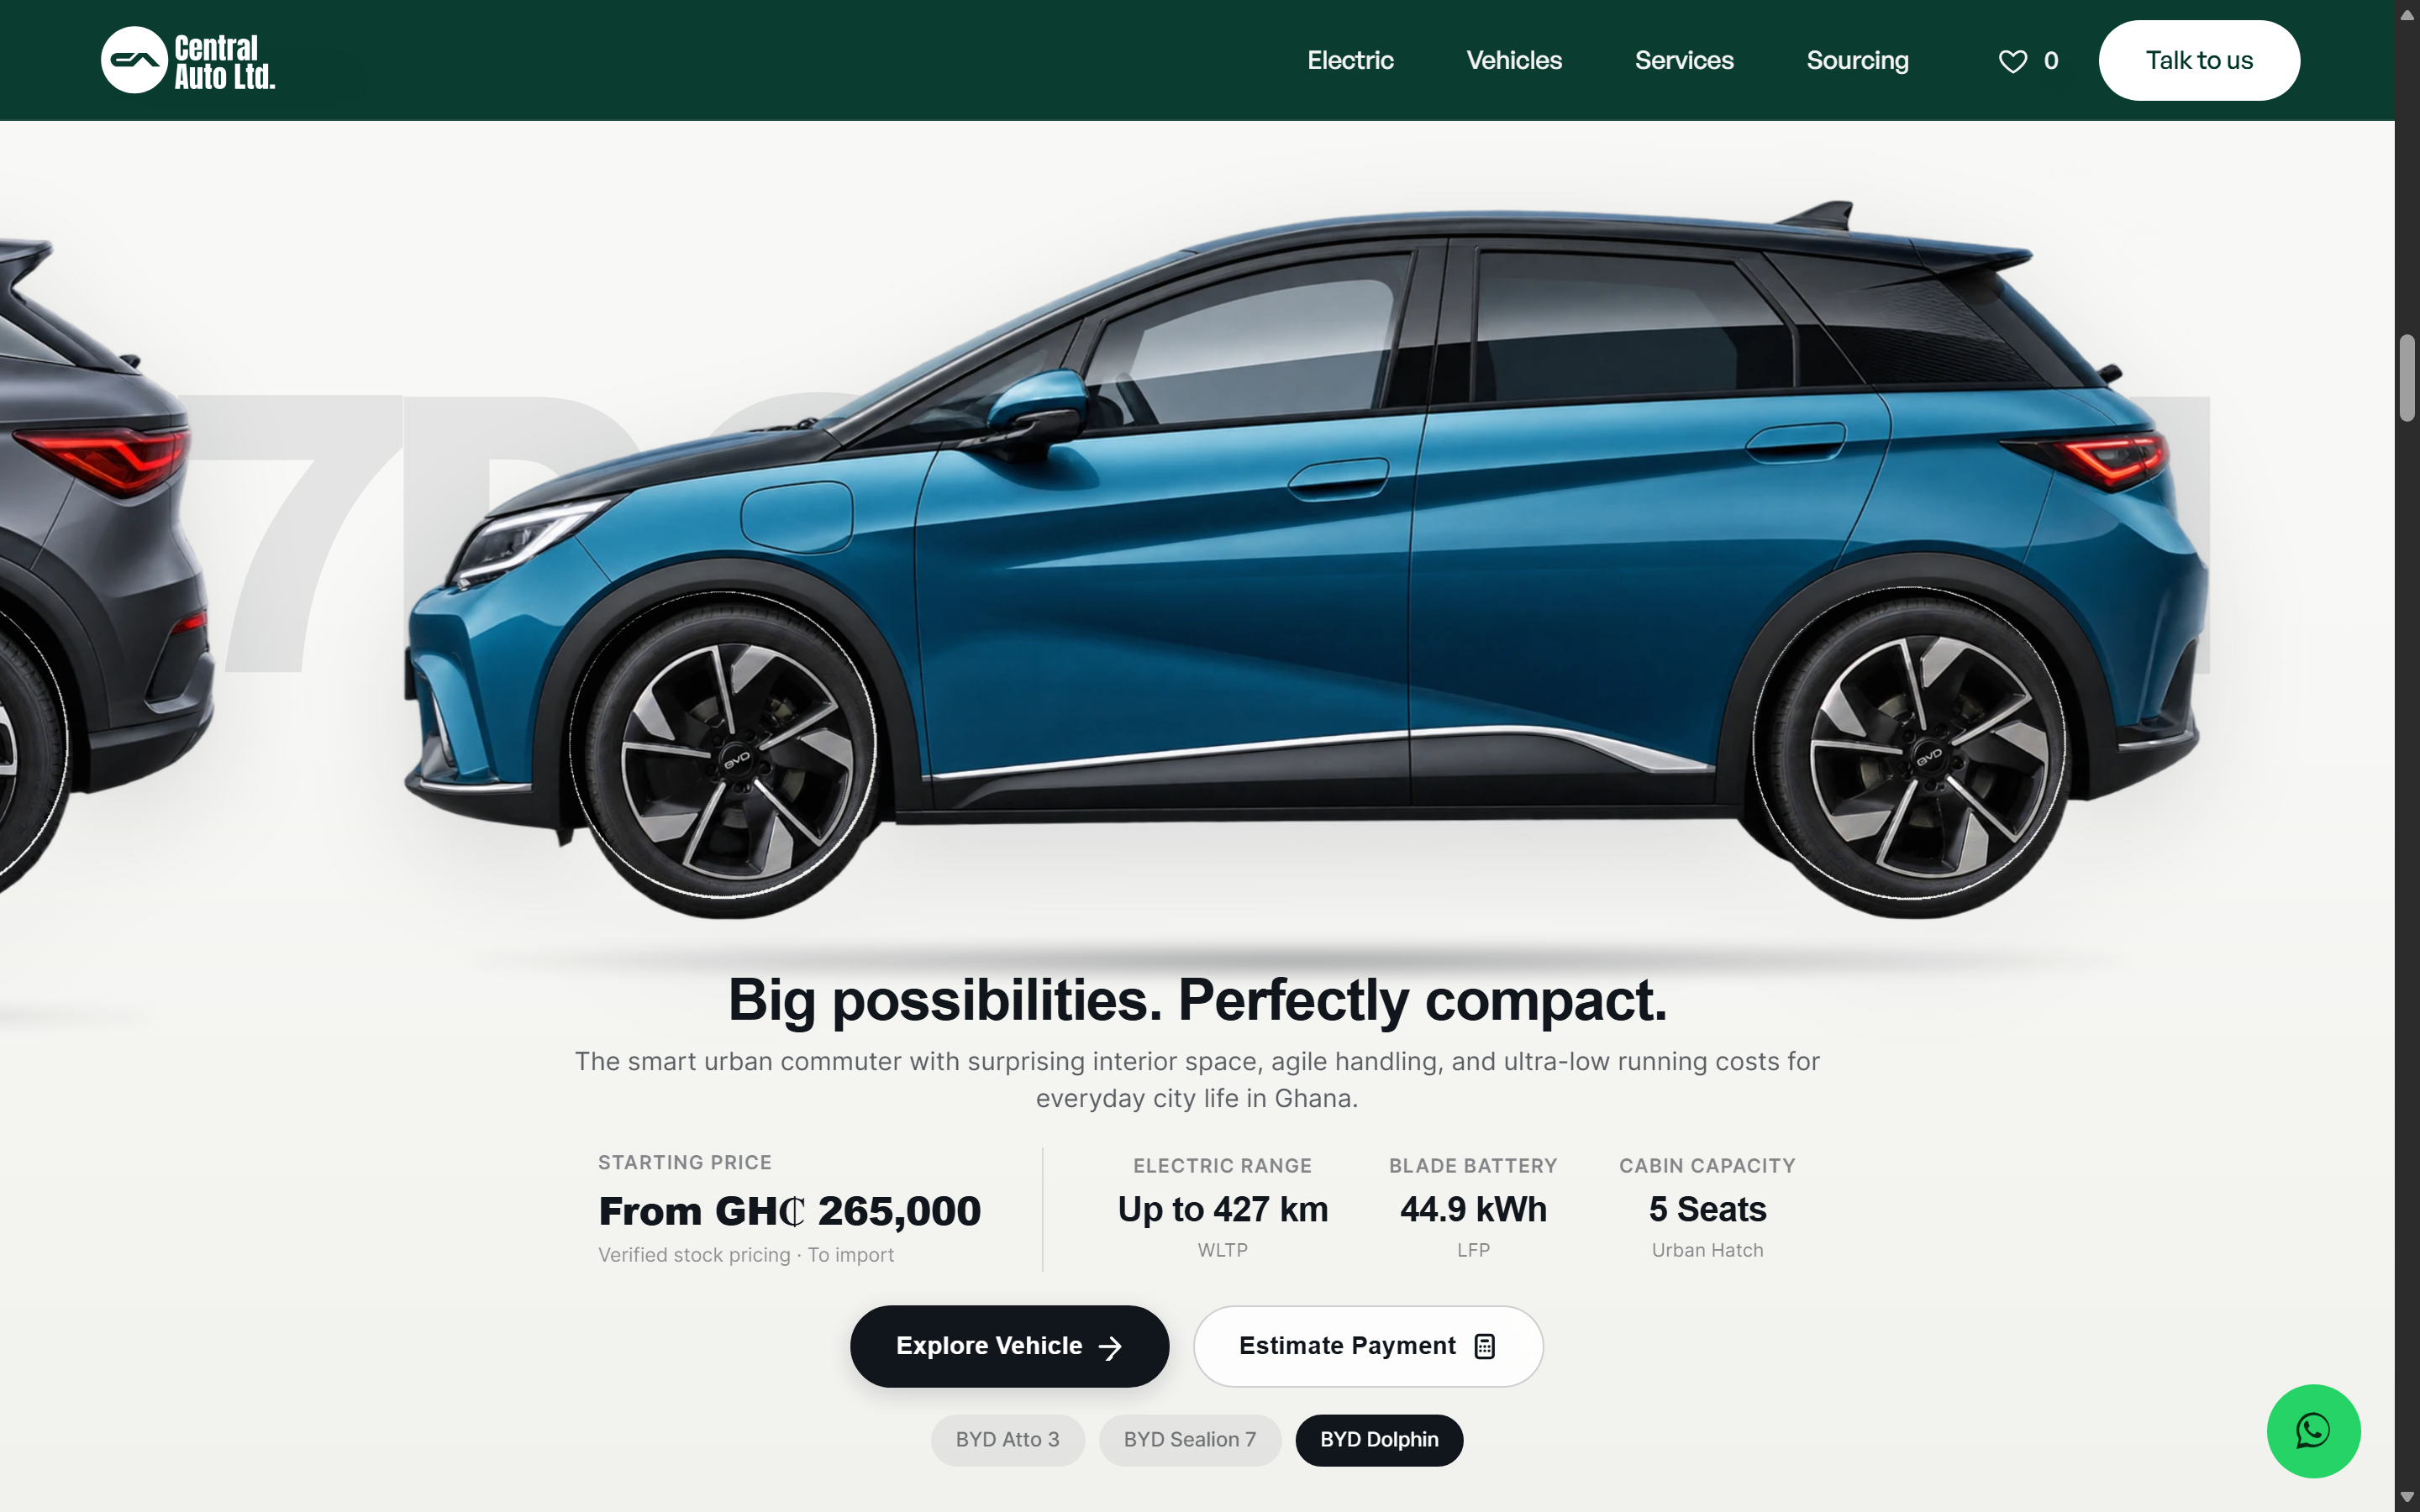 Central
Auto Ltd.
Electric
Vehicles
Services
Sourcing
0
Talk to us
7
BYD
BYD
Big possibilities. Perfectly compact.
The smart urban commuter with surprising interior space, agile handling, and ultra-low running costs for
everyday city life in Ghana.
STARTING PRICE
From GH₵ 265,000
Verified stock pricing · To import
ELECTRIC RANGE
Up to 427 km
WLTP
BLADE BATTERY
44.9 kWh
LFP
CABIN CAPACITY
5 Seats
Urban Hatch
Explore Vehicle
Estimate Payment
BYD Atto 3
BYD Sealion 7
BYD Dolphin